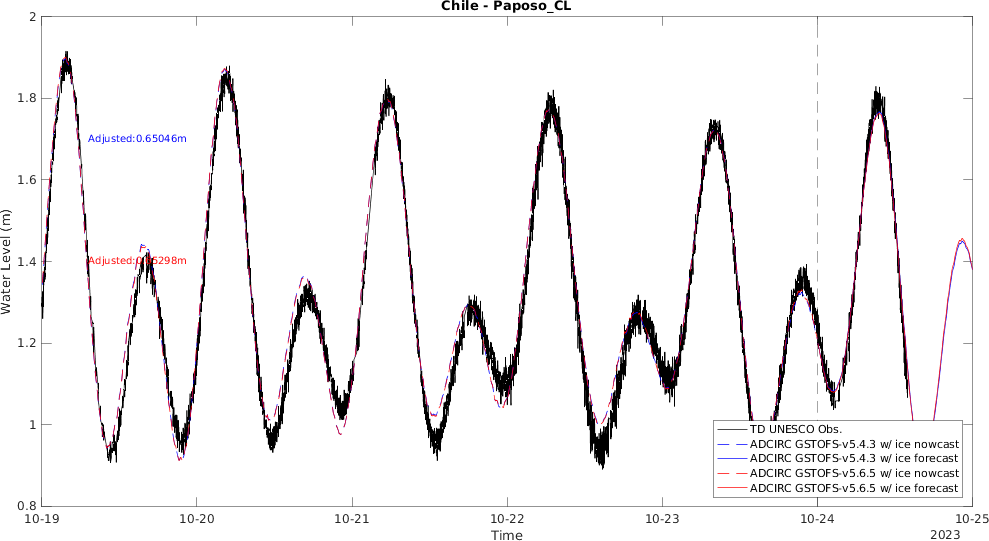 Chile - Paposo_CL
2
1.8
1.6
1.4
1.2
1
0.8
Water Level (m)
Adjusted:0.65046m
Adjusted:0.65298m
TD UNESCO Obs.
ADCIRC GSTOFS-v5.4.3 w/ ice nowcast
ADCIRC GSTOFS-v5.4.3 w/ ice forecast
ADCIRC GSTOFS-v5.6.5 w/ ice nowcast
ADCIRC GSTOFS-v5.6.5 w/ ice forecast
10-19 10-20 10-21 10-22 10-23 10-24 10-25
Time
2023